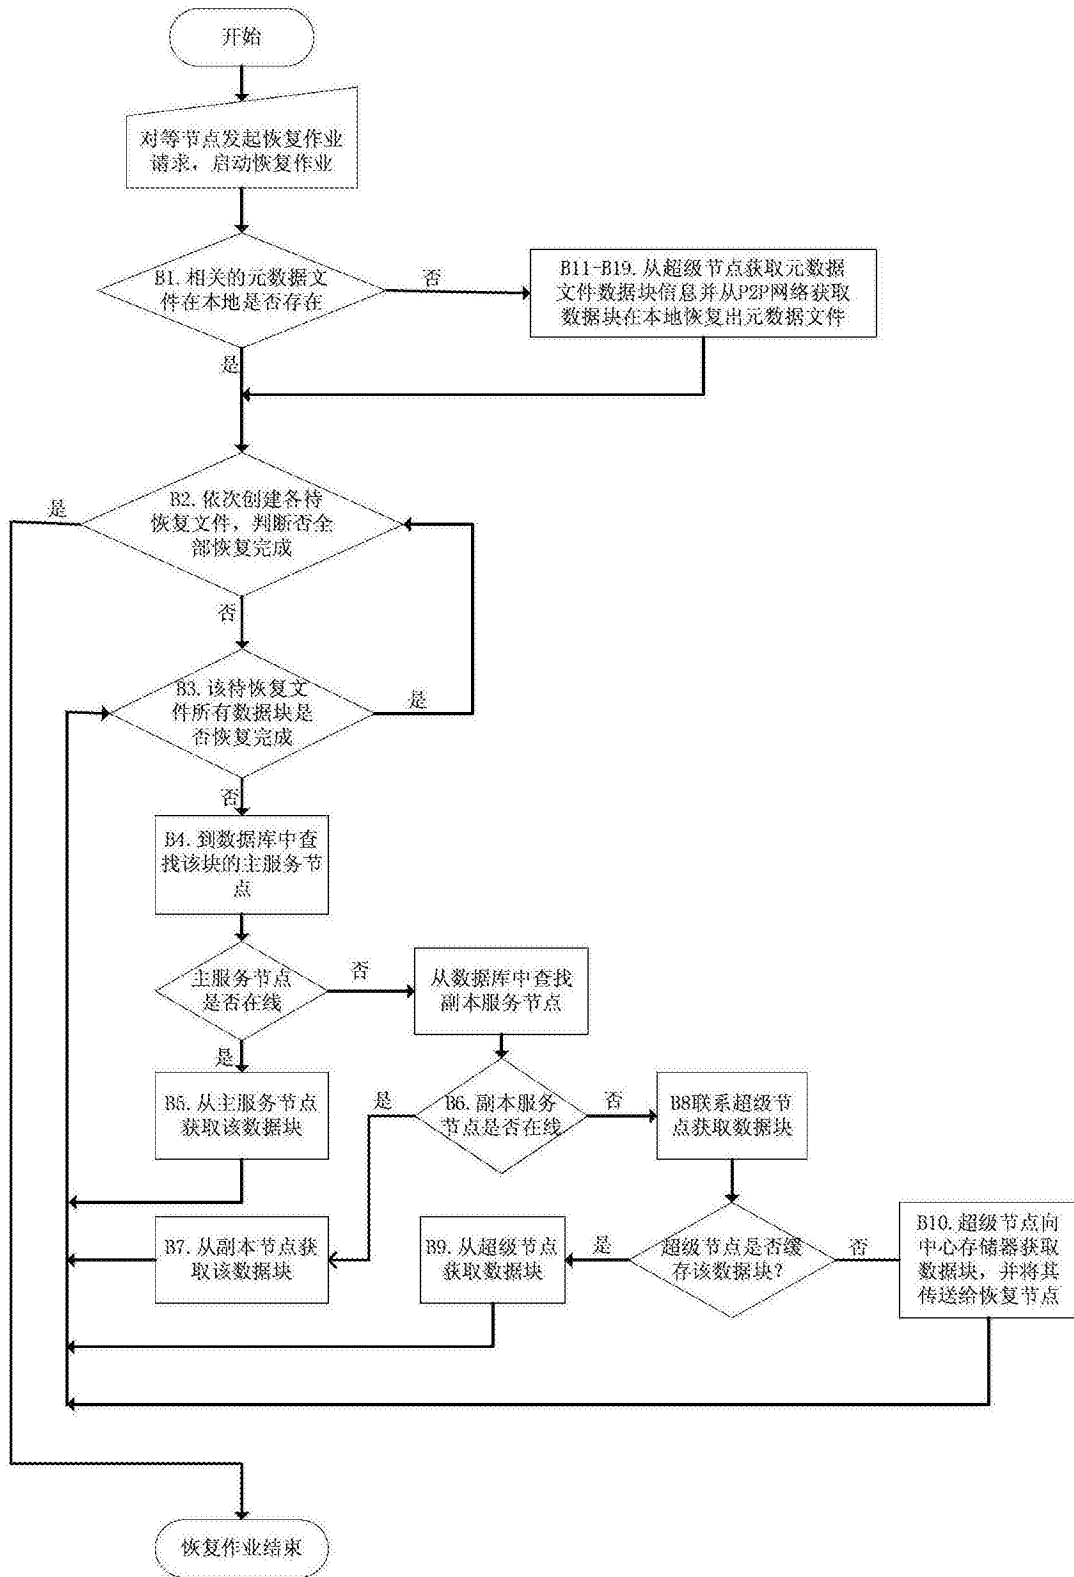 开始
对等节点发起恢复作业
请求，启动恢复作业
B1.相关的元数据文
件在本地是否存在
否
B11-B19.从超级节点获取元数据
文件数据块信息并从P2P网络获取
数据块在本地恢复出元数据文件
是
B2.依次创建各待
恢复文件，判断否全
部恢复完成
是
否
B3.该待恢复文
件所有数据块是
否恢复完成
是
否
B4.到数据库中查
找该块的主服务节
点
主服务节点
是否在线
否
从数据库中查找
副本服务节点
是
B5.从主服务节点
获取该数据块
是
B6.副本服务
节点是否在线
否
B8联系超级节
点获取数据块
B7.从副本节点获
取该数据块
B9.从超级节点
获取数据块
是
超级节点是否缓
存该数据块？
否
B10.超级节点向
中心存储器获取
数据块，并将其
传送给恢复节点
恢复作业结束